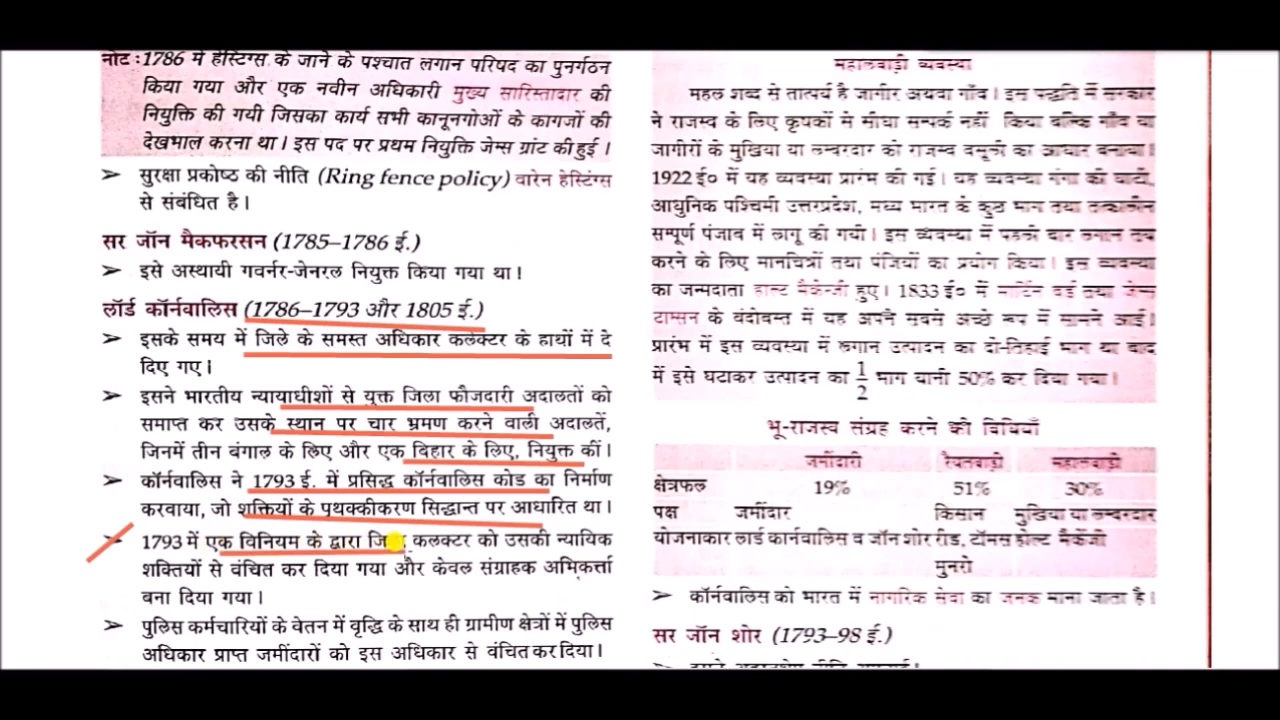 नोट : 1786 में हेस्टिंग्स के जाने के पश्चात लगान परिषद का पुनर्गठन
किया गया और एक नवीन अधिकारी मुख्य सारिस्तादार की
नियुक्ति की गयी जिसका कार्य सभी कानूनगोओं के कागजों की
देखभाल करना था। इस पद पर प्रथम नियुक्ति जेम्स ग्रांट की हुई।
➢ सुरक्षा प्रकोष्ठ की नीति (Ring fence policy) वारेन हेस्टिंग्स
से संबंधित है।
सर जॉन मैकफरसन (1785–1786 ई.)
➢ इसे अस्थायी गवर्नर-जेनरल नियुक्त किया गया था।
लॉर्ड कॉर्नवालिस (1786–1793 और 1805 ई.)
➢ इसके समय में जिले के समस्त अधिकार कलेक्टर के हाथों में दे
दिए गए।
➢ इसने भारतीय न्यायाधीशों से युक्त जिला फौजदारी अदालतों को
समाप्त कर उसके स्थान पर चार भ्रमण करने वाली अदालतें,
जिनमें तीन बंगाल के लिए और एक बिहार के लिए, नियुक्त कीं।
➢ कॉर्नवालिस ने 1793 ई. में प्रसिद्ध कॉर्नवालिस कोड का निर्माण
करवाया, जो शक्तियों के पृथक्कीकरण सिद्धान्त पर आधारित था।
➢ 1793 में एक विनियम के द्वारा कलक्टर को उसकी न्यायिक
शक्तियों से वंचित कर दिया गया और केवल संग्राहक अभिकर्त्ता
बना दिया गया।
➢ पुलिस कर्मचारियों के वेतन में वृद्धि के साथ ही ग्रामीण क्षेत्रों में पुलिस
अधिकार प्राप्त जमींदारों को इस अधिकार से वंचित कर दिया।
महालवाड़ी व्यवस्था
महल शब्द से तात्पर्य है जागीर अथवा गाँव। इस पद्धति में सरकार
ने राजस्व के लिए कृषकों से सीधा सम्पर्क नहीं किया बल्कि गाँव या
जागीरों के मुखिया या लम्बरदार को राजस्व वसूली का आधार बनाया।
1922 ई० में यह व्यवस्था प्रारंभ की गई। यह व्यवस्था गंगा की घाटी,
आधुनिक पश्चिमी उत्तरप्रदेश, मध्य भारत के कुछ भाग तथा तत्कालीन
सम्पूर्ण पंजाब में लागू की गयी। इस व्यवस्था में पहली बार लगान तय
करने के लिए मानचित्रों तथा पंजियों का प्रयोग किया। इस व्यवस्था
का जन्मदाता हाल्ट मैकेन्जी हुए। 1833 ई० में मार्टिन बर्ड तथा जेम्स
टाम्सन के बंदोबस्त में यह अपने सबसे अच्छे रूप में सामने आई।
प्रारंभ में इस व्यवस्था में लगान उत्पादन का दो-तिहाई भाग था बाद
में इसे घटाकर उत्पादन का 1/2 भाग यानी 50% कर दिया गया।
भू-राजस्व संग्रह करने की विधियाँ
जमींदारी रैयतवाड़ी महालवाड़ी
क्षेत्रफल 19% 51% 30%
पक्ष जमींदार किसान मुखिया या लम्बरदार
योजनाकार लार्ड कार्नवालिस व जॉन शोर रीड, टॉमस होल्ट मैकेंजी
मुनरो
➢ कॉर्नवालिस को भारत में नागरिक सेवा का जनक माना जाता है।
सर जॉन शोर (1793–98 ई.)